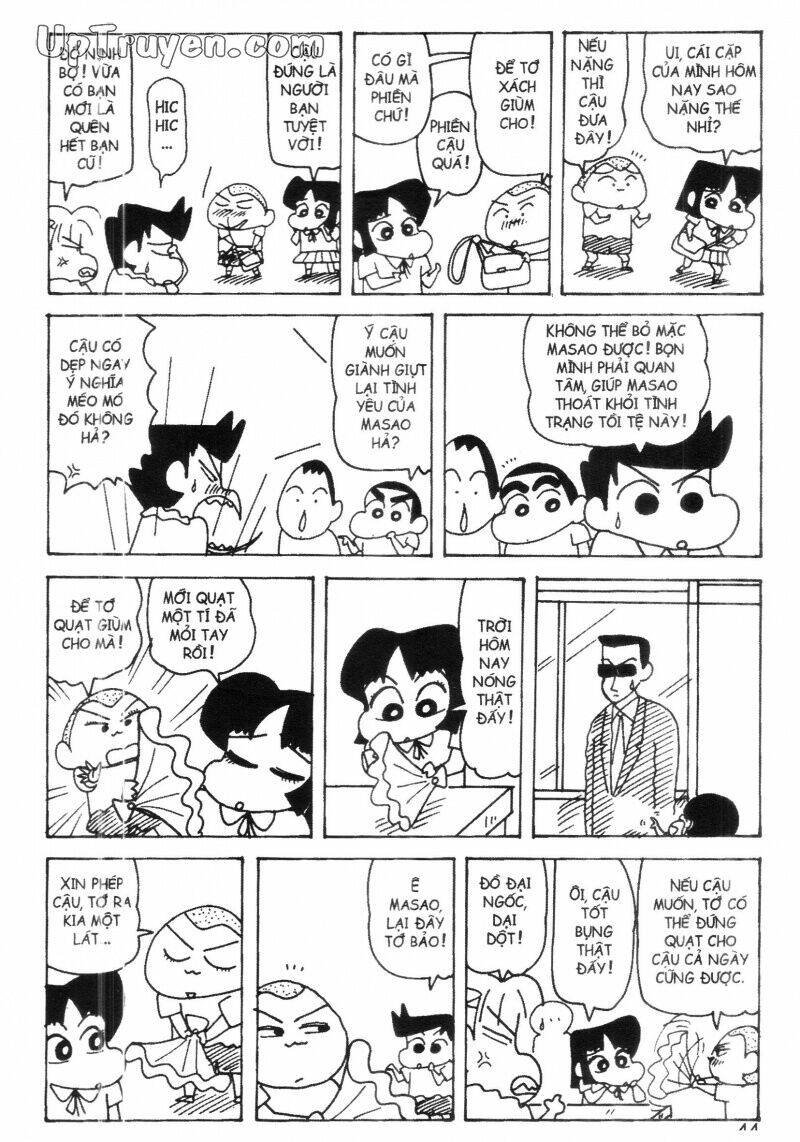 UpTruyen.com
UI, CÁI CẶP
CỦA MÌNH HÔM
NAY SAO
NẶNG THẾ
NHỈ?
NẾU
NẶNG THÌ
CẬU ĐƯA
ĐÂY!
ĐỂ TỚ
XÁCH
GIÙM
CHO!
PHIỀN
CẬU
QUÁ!
CÓ GÌ
ĐÂU MÀ
PHIỀN
CHỨ!
CẬU
ĐÚNG LÀ
NGƯỜI
BẠN
TUYỆT
VỜI!
HIC
HIC
...
ĐỒ NỊNH
BỢ! VỪA
CÓ BẠN
MỚI LÀ
QUÊN
HẾT BẠN
CŨ!
KHÔNG THỂ BỎ MẶC
MASAO ĐƯỢC! BỌN
MÌNH PHẢI QUAN
TÂM, GIÚP MASAO
THOÁT KHỎI TÌNH
TRẠNG TỒI TỆ NÀY!
Ý CẬU
MUỐN
GIÀNH GIỰT
LẠI TÌNH
YÊU CỦA
MASAO
HẢ?
CẬU CÓ
DẸP NGAY
Ý NGHĨA
MÉO MÓ
ĐÓ KHÔNG
HẢ?
TRỜI
HÔM
NAY
NÓNG
THẬT
ĐẤY!
MỚI QUẠT
MỘT TÍ ĐÃ
MỎI TAY
RỒI!
ĐỂ TỚ
QUẠT GIÙM
CHO MÀ!
NẾU CẬU
MUỐN, TỚ CÓ
THỂ ĐỨNG
QUẠT CHO
CẬU CẢ NGÀY
CŨNG ĐƯỢC.
ÔI, CẬU
TỐT
BỤNG
THẬT
ĐẤY!
ĐỒ ĐẠI
NGỐC,
DẠI
DỘT!
Ê
MASAO,
LẠI ĐÂY
TỚ BẢO!
XIN PHÉP
CẬU, TỚ RA
KIA MỘT
LÁT..